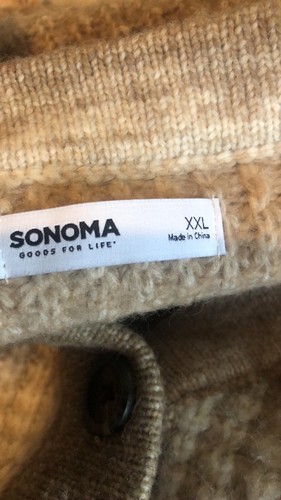 SONOMA
GOODS FOR LIFE*
XXL
Made in China